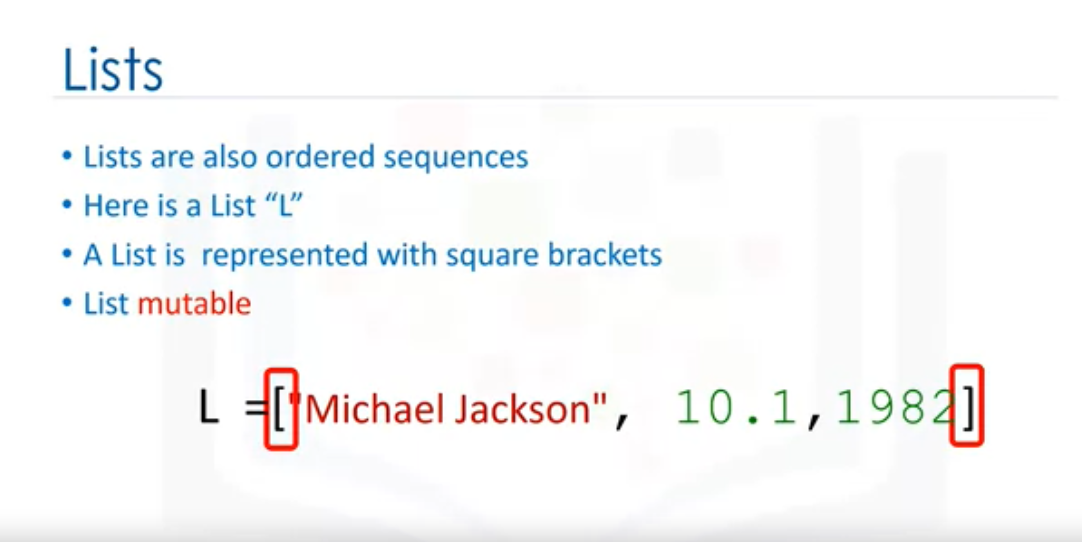 Lists
• Lists are also ordered sequences
• Here is a List “L”
• A List is represented with square brackets
• List mutable
L =["Michael Jackson", 10.1,1982]